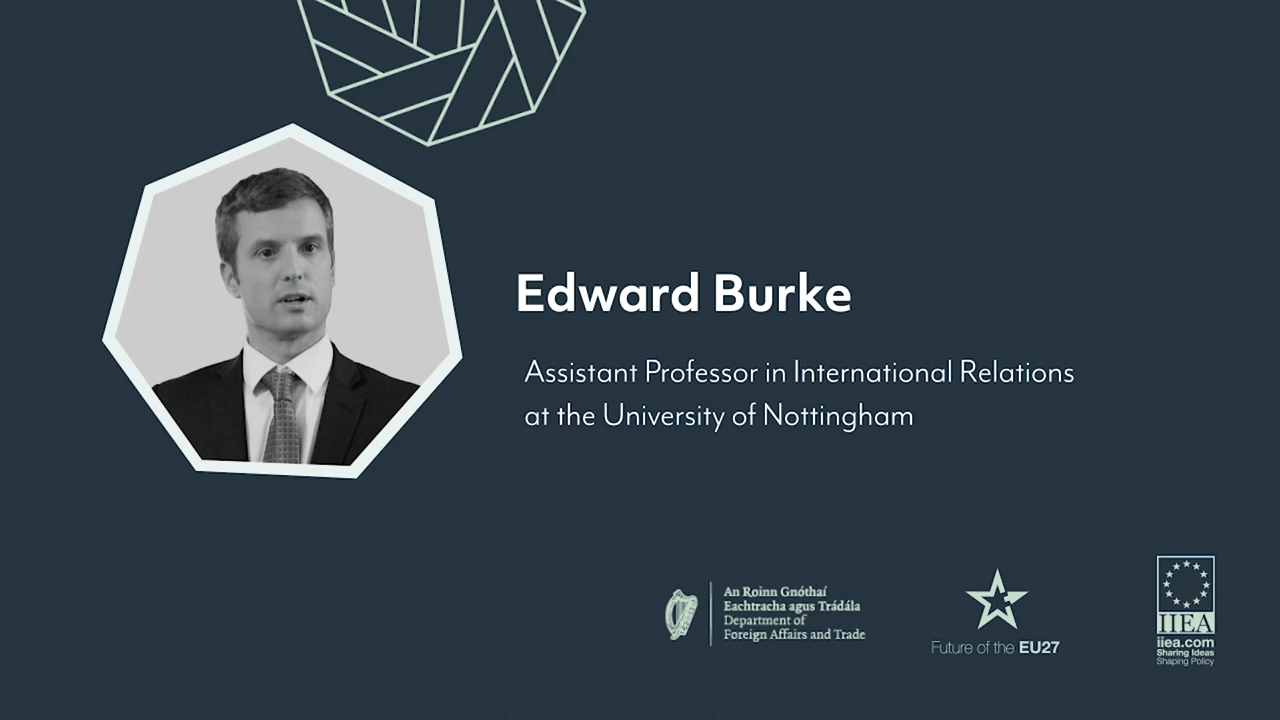 Edward Burke
Assistant Professor in International Relations
at the University of Nottingham
An Roinn Gnóthaí
Eachtracha agus Trádála
Department of
Foreign Affairs and Trade
Future of the EU27
IIEA
iiea.com
Sharing Ideas
Shaping Policy